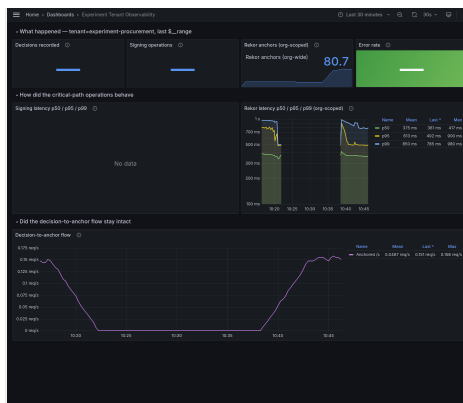 Home › Dashboards › Experiment Tenant Observability
Last 30 minutes
30s
What happened — tenant=experiment-procurement, last $__range
Decisions recorded
Signing operations
Rekor anchors (org-scoped)
Error rate
Rekor anchors (org-wide)
80.7
How did the critical-path operations behave
Signing latency p50 / p95 / p99
Rekor latency p50 / p95 / p99 (org-scoped)
No data
1 s
700 ms
500 ms
300 ms
200 ms
100 ms
10:20 10:25 10:30 10:35 10:40 10:45
Name Mean Last * Max
p50 375 ms 361 ms 417 ms
p95 613 ms 492 ms
p99 785 ms 980 ms
Did the decision-to-anchor flow stay intact
Decision-to-anchor flow
0.175 req/s
0.15 req/s
0.125 req/s
0.1 req/s
0.075 req/s
0.05 req/s
0.025 req/s
0 req/s
10:20 10:25 10:30 10:35 10:40 10:45
Name Mean Last * Max
Anchored /s 0.0487 req/s 0.151 req/s 0.156 req/s